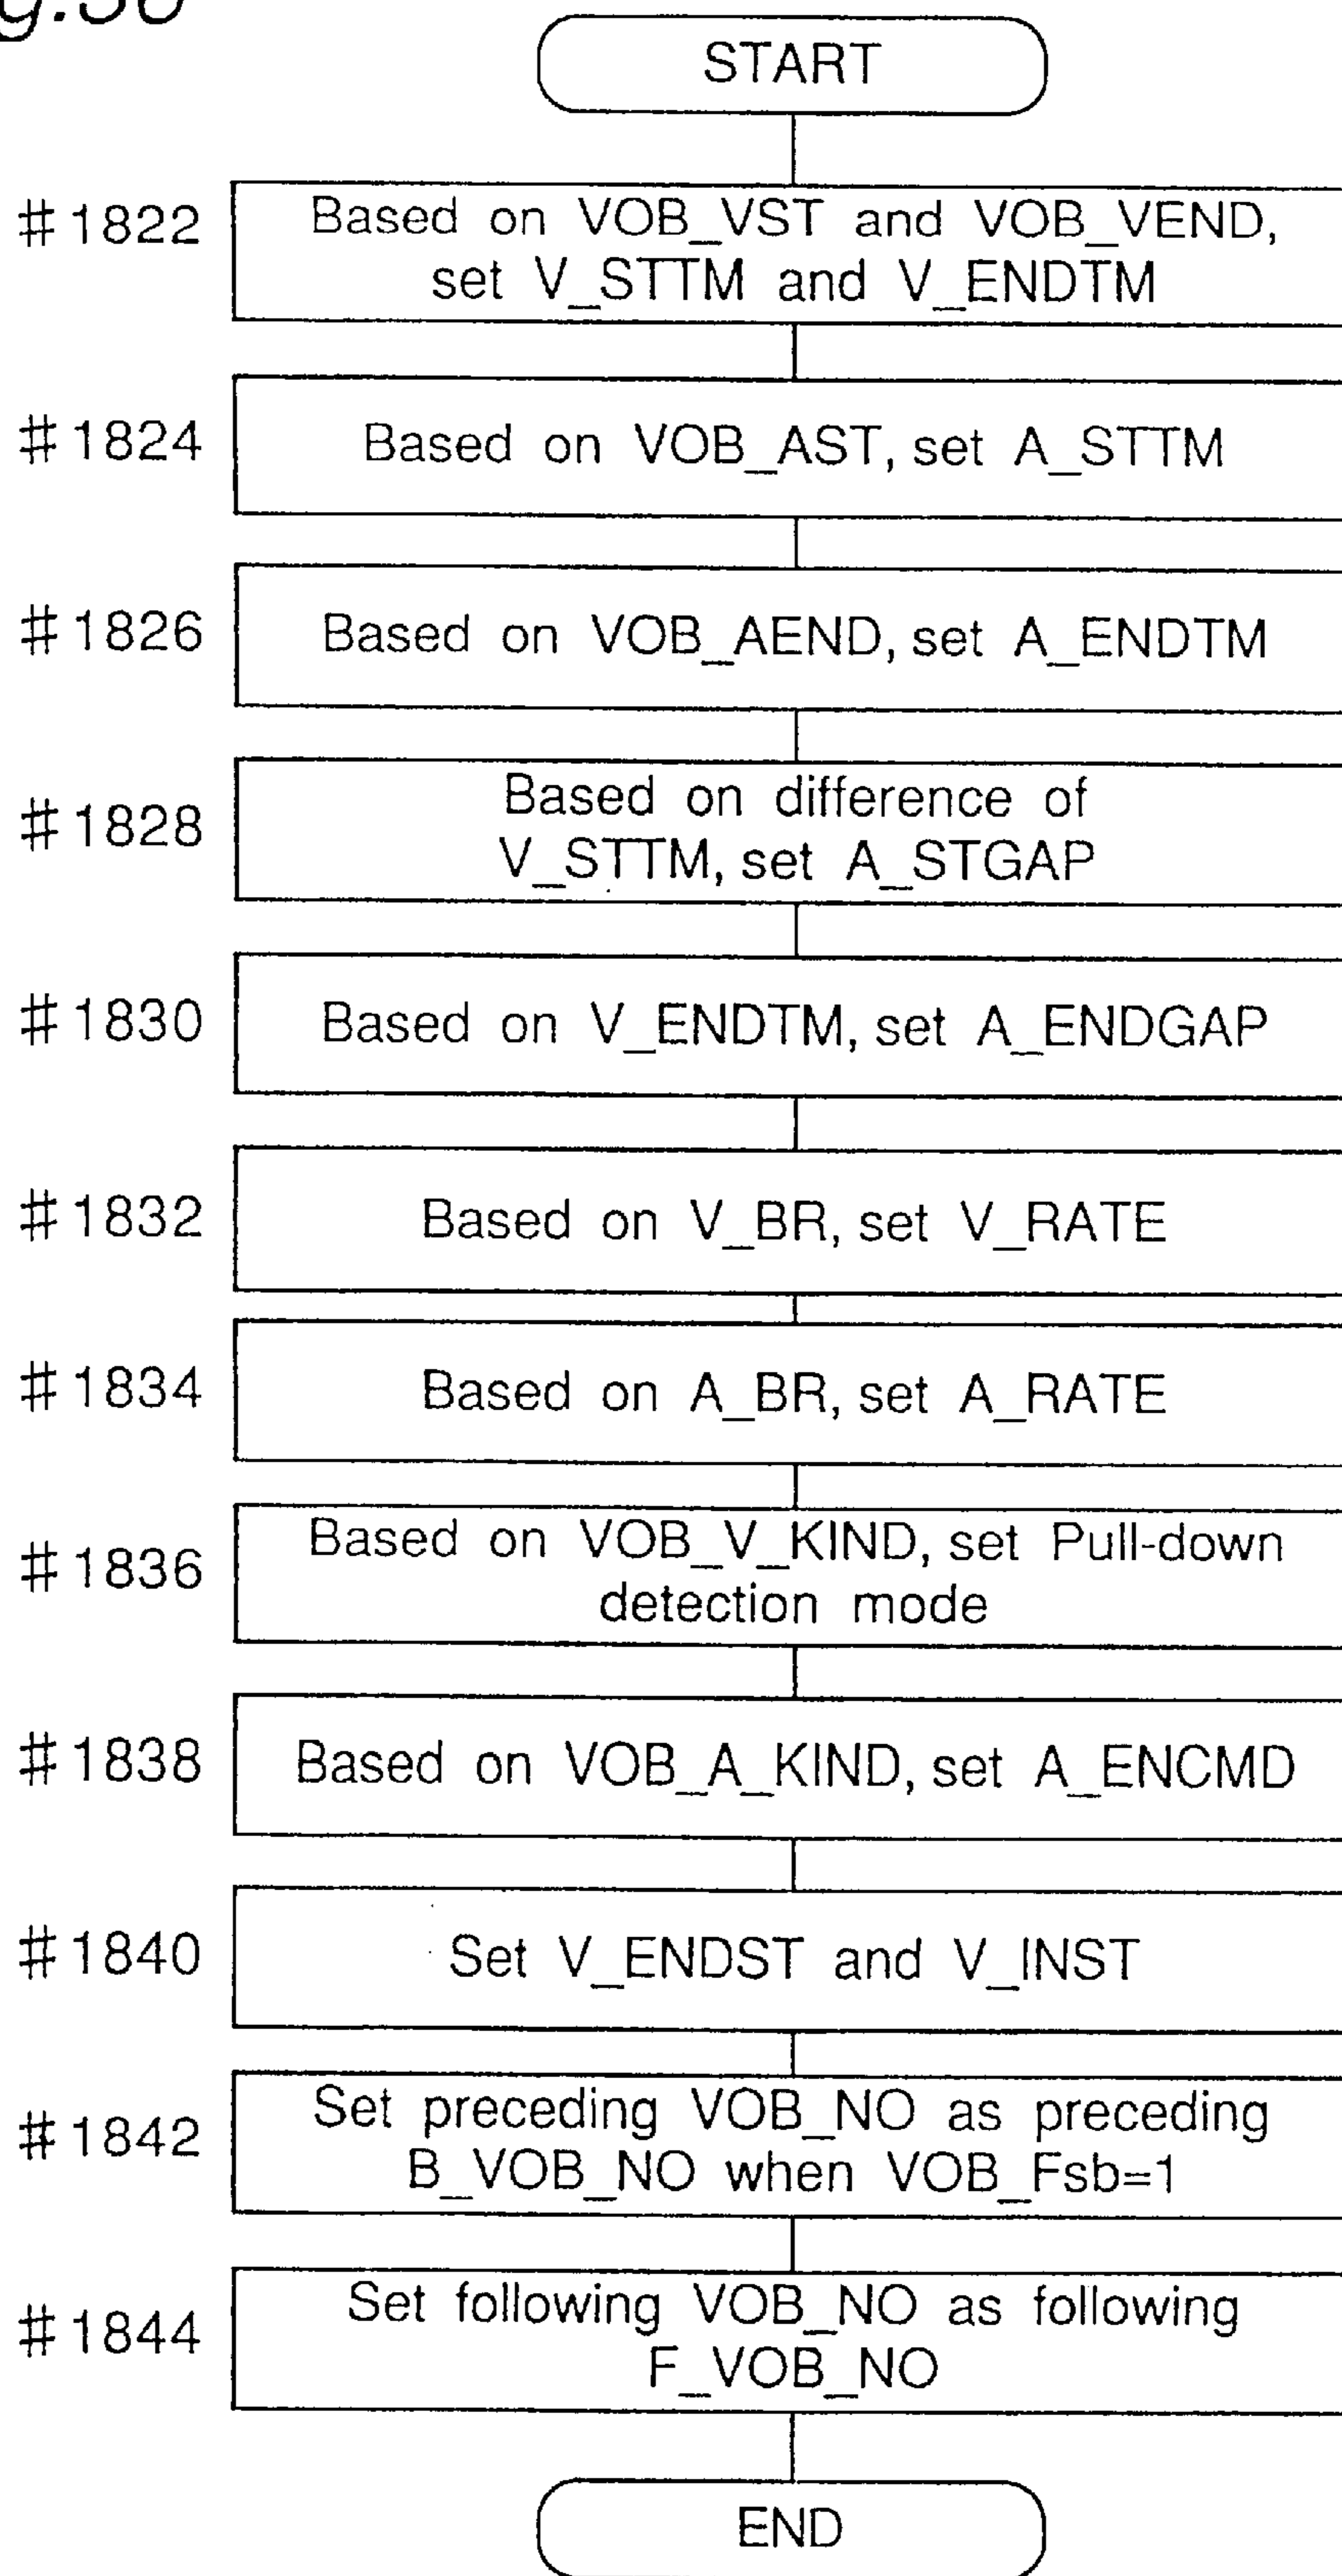 START
#1822
Based on VOB_VST and VOB_VEND,
set V_STTM and V_ENDTM
#1824
Based on VOB_AST, set A_STTM
#1826
Based on VOB_AEND, set A_ENDTM
#1828
Based on difference of
V_STTM, set A_STGAP
#1830
Based on V_ENDTM, set A_ENDGAP
#1832
Based on V_BR, set V_RATE
#1834
Based on A_BR, set A_RATE
#1836
Based on VOB_V_KIND, set Pull-down
detection mode
#1838
Based on VOB_A_KIND, set A_ENCMD
#1840
Set V_ENDST and V_INST
#1842
Set preceding VOB_NO as preceding
B_VOB_NO when VOB_Fsb=1
#1844
Set following VOB_NO as following
F_VOB_NO
END